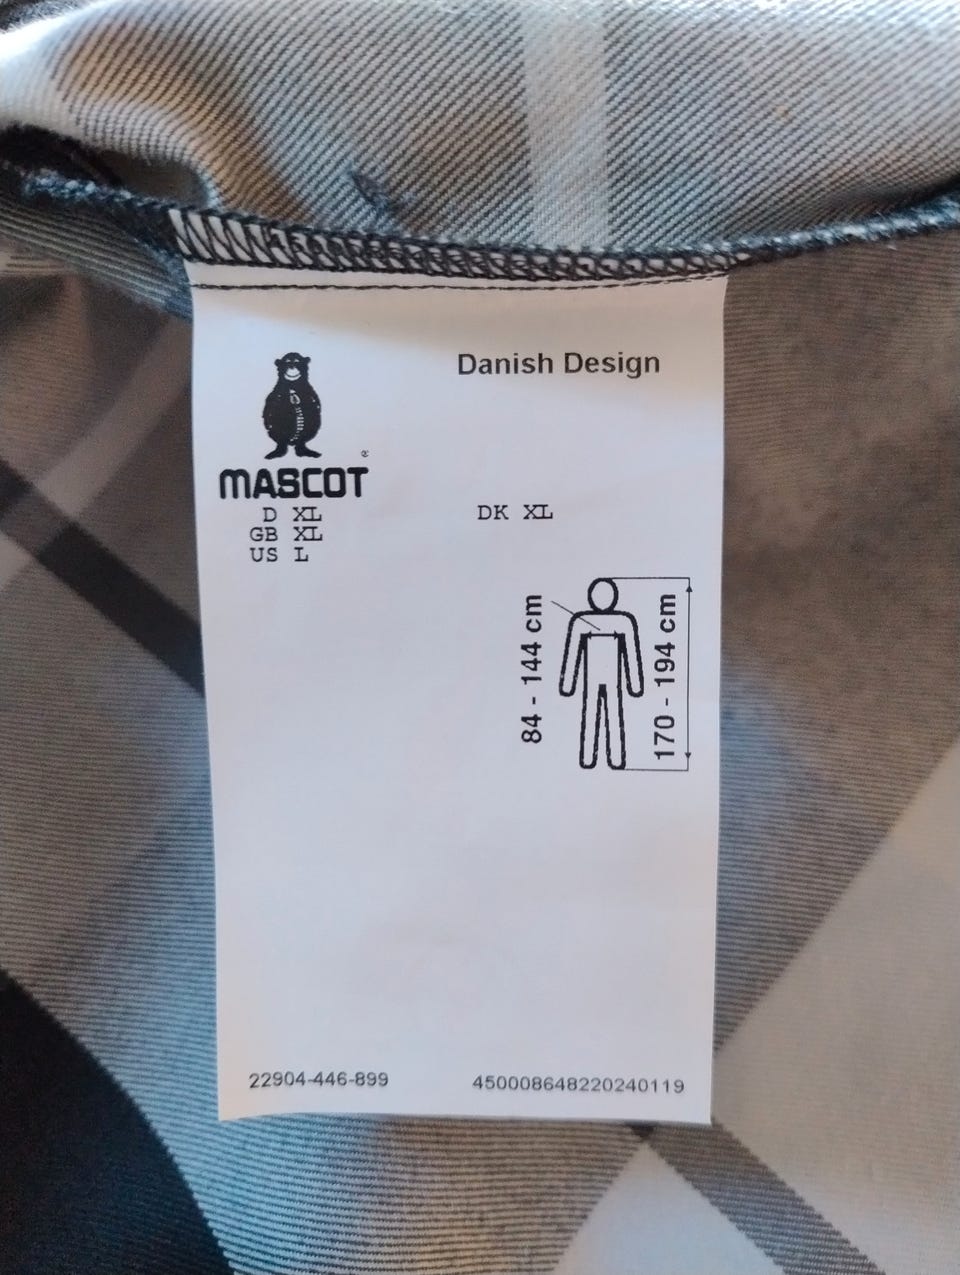 Danish Design
®
MASCOT
D XL
DK XL
GB XL
US L
84 - 144 cm
170 - 194 cm
22904-446-899
450008648220240119